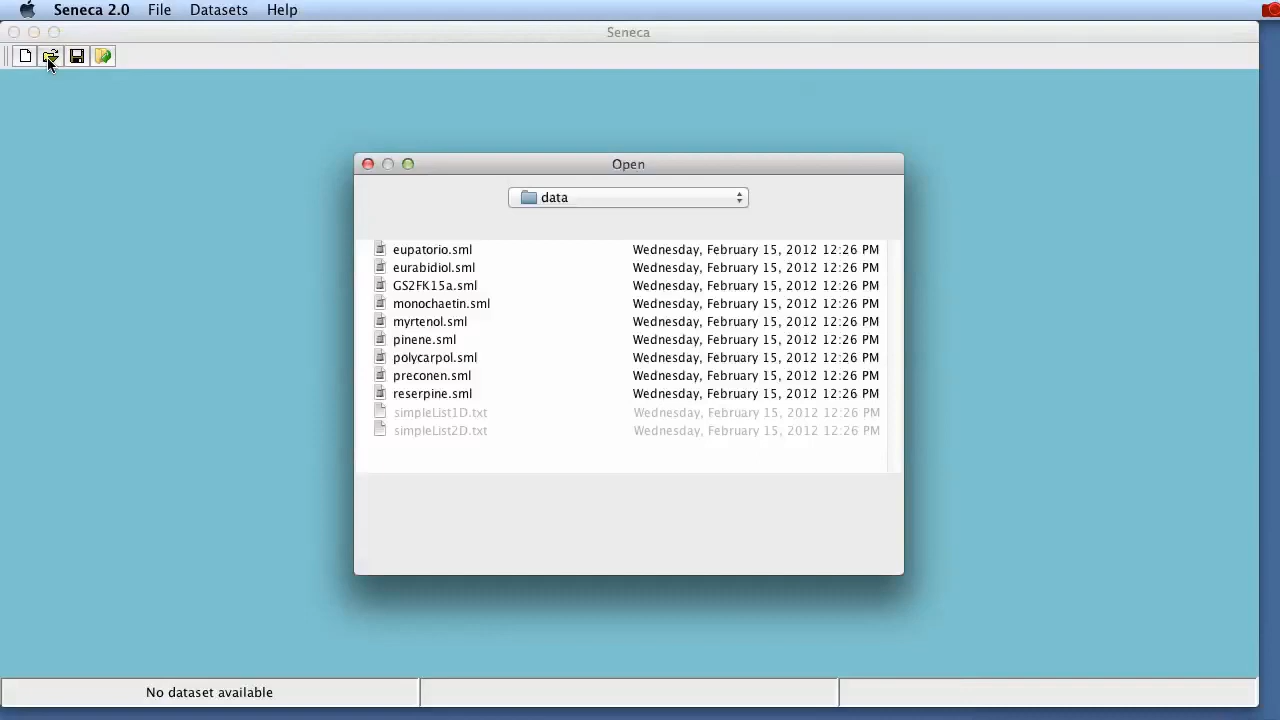 Seneca 2.0 File Datasets Help
Seneca
Open
data
eupatorio.sml Wednesday, February 15, 2012 12:26 PM
eurabidiol.sml Wednesday, February 15, 2012 12:26 PM
GS2FK15a.sml Wednesday, February 15, 2012 12:26 PM
monochaetin.sml Wednesday, February 15, 2012 12:26 PM
myrtenol.sml Wednesday, February 15, 2012 12:26 PM
pinene.sml Wednesday, February 15, 2012 12:26 PM
polycarpol.sml Wednesday, February 15, 2012 12:26 PM
preconen.sml Wednesday, February 15, 2012 12:26 PM
reserpine.sml Wednesday, February 15, 2012 12:26 PM
simpleList1D.txt Wednesday, February 15, 2012 12:26 PM
simpleList2D.txt Wednesday, February 15, 2012 12:26 PM
No dataset available